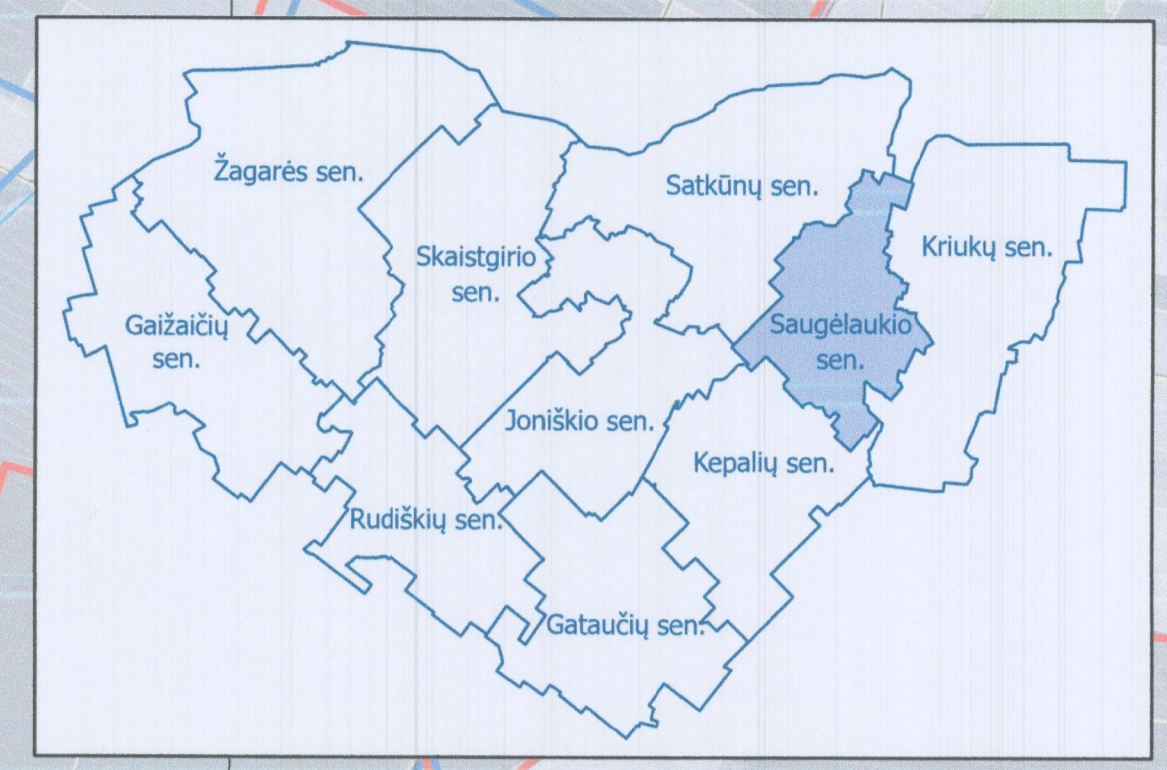 Žagarės sen.
Satkūnų sen.
Skaistgirio
sen.
Kriukų sen.
Gaižaičių
sen.
Saugėlaukio
sen.
Joniškio sen.
Kepalių sen.
Rudiškių sen.
Gataučių sen.